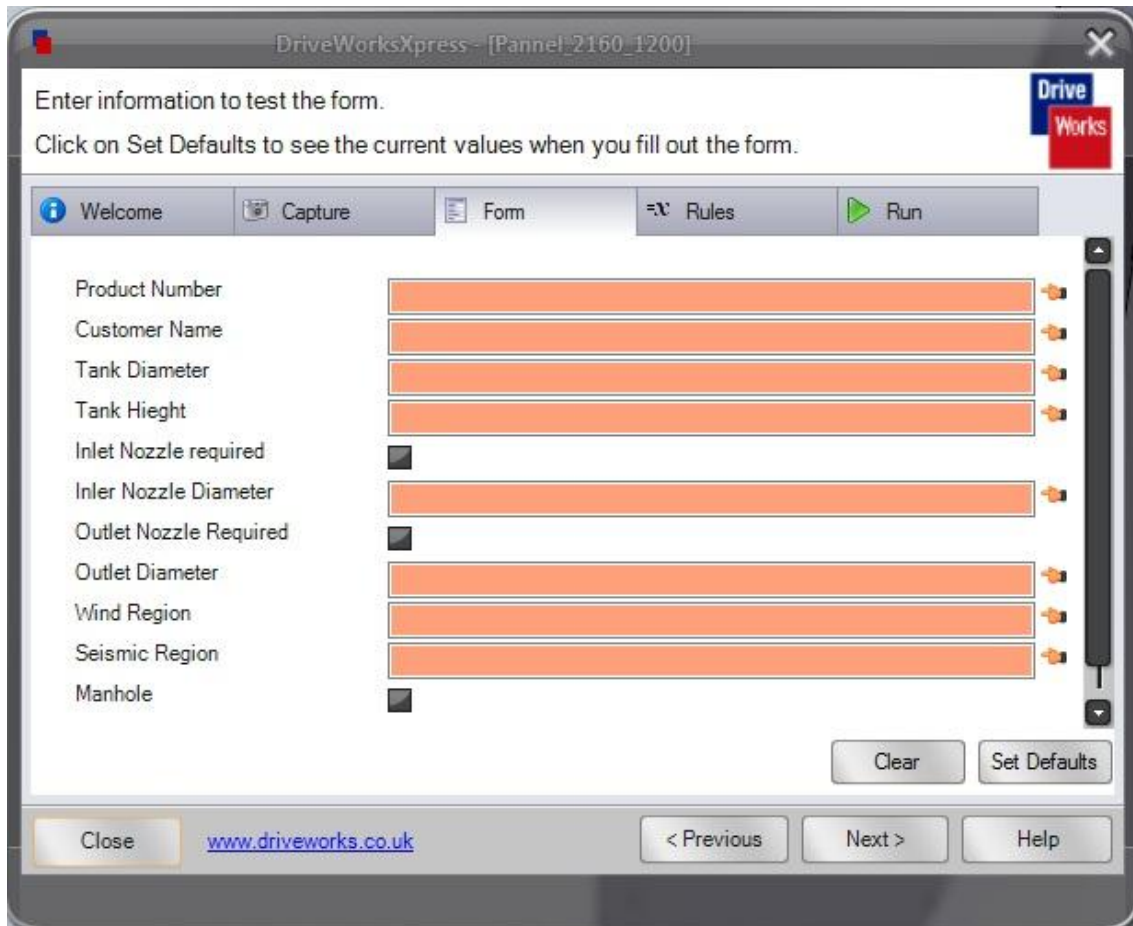 DriveWorksXpress - [Pannel_2160_1200]
Enter information to test the form.
Click on Set Defaults to see the current values when you fill out the form.
Drive
Works
Welcome
Capture
Form
=x Rules
Run
Product Number
Customer Name
Tank Diameter
Tank Hieght
Inlet Nozzle required
Inler Nozzle Diameter
Outlet Nozzle Required
Outlet Diameter
Wind Region
Seismic Region
Manhole
Clear
Set Defaults
Close
www.driveworks.co.uk
< Previous
Next >
Help